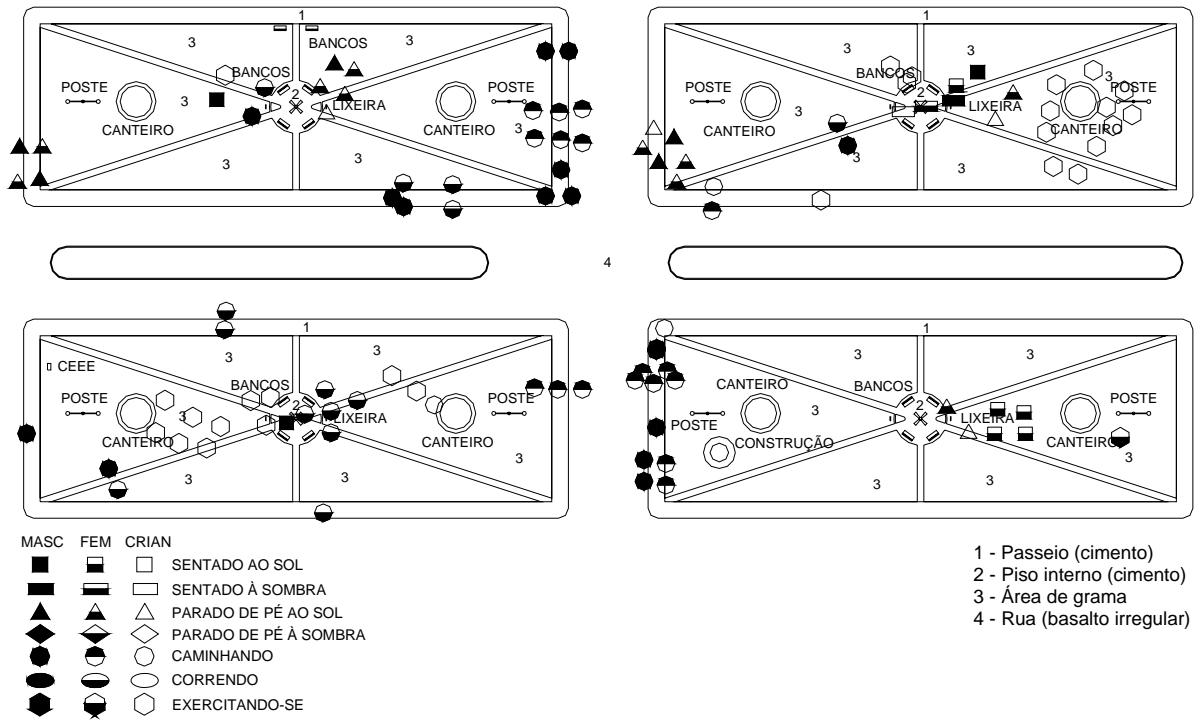 1
3
BANCOS
3
BANCOS
POSTE
3
2
LIXEIRA
POSTE
CANTEIRO
CANTEIRO
3
3
3
1
3
3
3
BANCOS
POSTE
2
POSTE
3
LIXEIRA
CANTEIRO
CANTEIRO
3
3
4
1
3
3
CEEE
BANCOS
POSTE
3
2
LIXEIRA
POSTE
CANTEIRO
CANTEIRO
3
3
3
1
3
3
CANTEIRO
BANCOS
POSTE
2
3
POSTE
LIXEIRA
CONSTRUÇÃO
CANTEIRO
3
3
3
MASC FEM CRIAN
SENTADO AO SOL
SENTADO À SOMBRA
PARADO DE PÉ AO SOL
PARADO DE PÉ À SOMBRA
CAMINHANDO
CORRENDO
EXERCITANDO-SE
1 - Passeio (cimento)
2 - Piso interno (cimento)
3 - Área de grama
4 - Rua (basalto irregular)